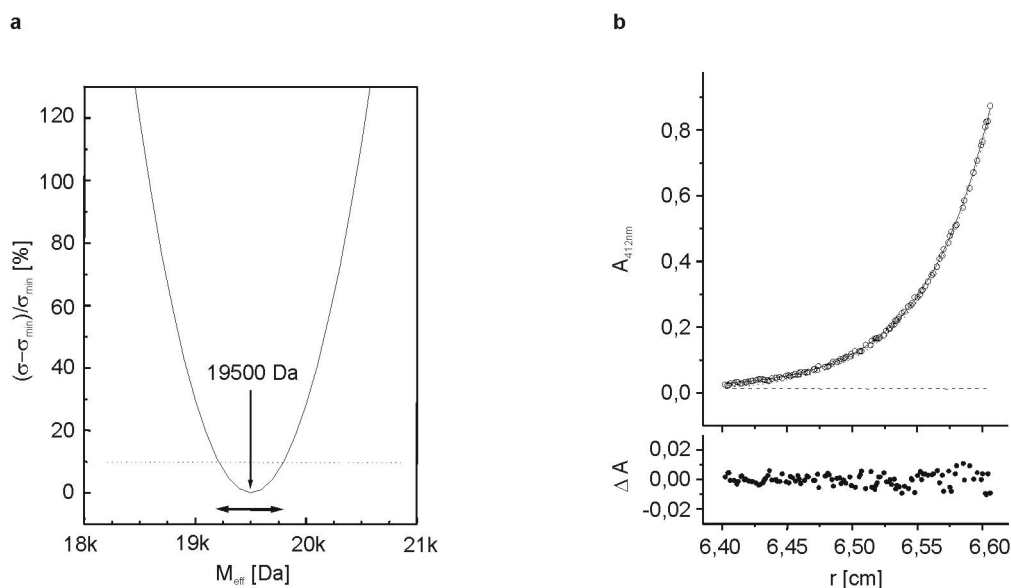 a
120
100
80
60
40
20
10
0
(σ−σmin)/σmin [%]
19500 Da
18k 19k 20k 21k
Meff [Da]
b
0,8
0,6
0,4
0,2
0,0
A412nm
0,02
0,00
-0,02
Δ A
6,40 6,45 6,50 6,55 6,60
r [cm]